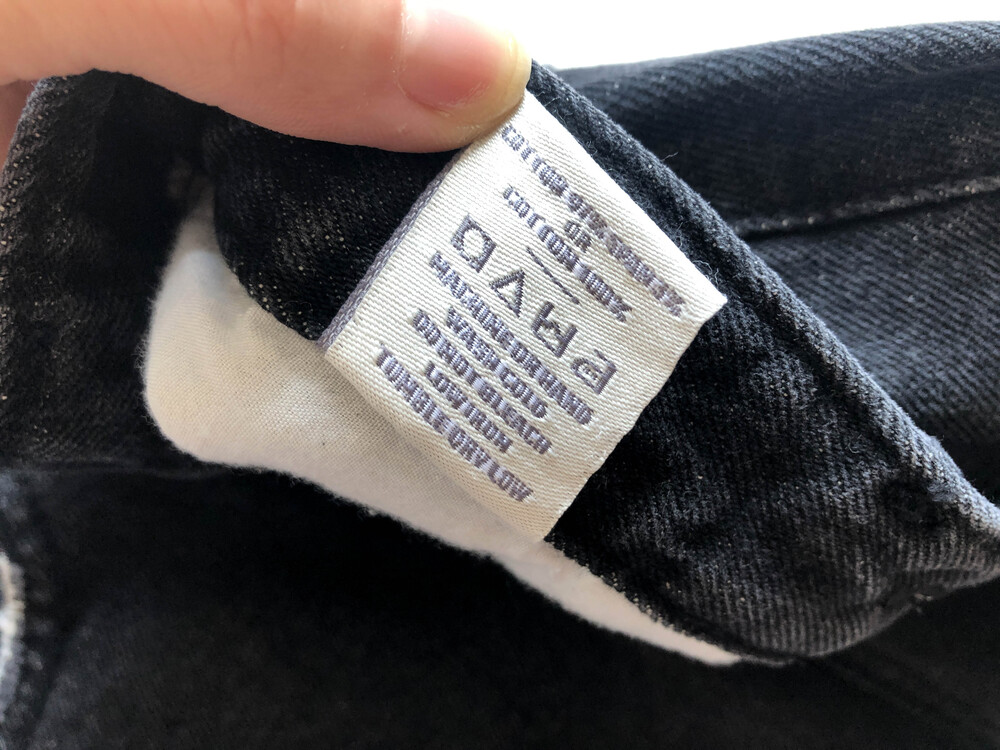 COTTON 98% SPANDEX 2%
OR
COTTON 100%
MACHINE OR HAND
WASH COLD
DO NOT BLEACH
LOW IRON
TUMBLE DRY LOW